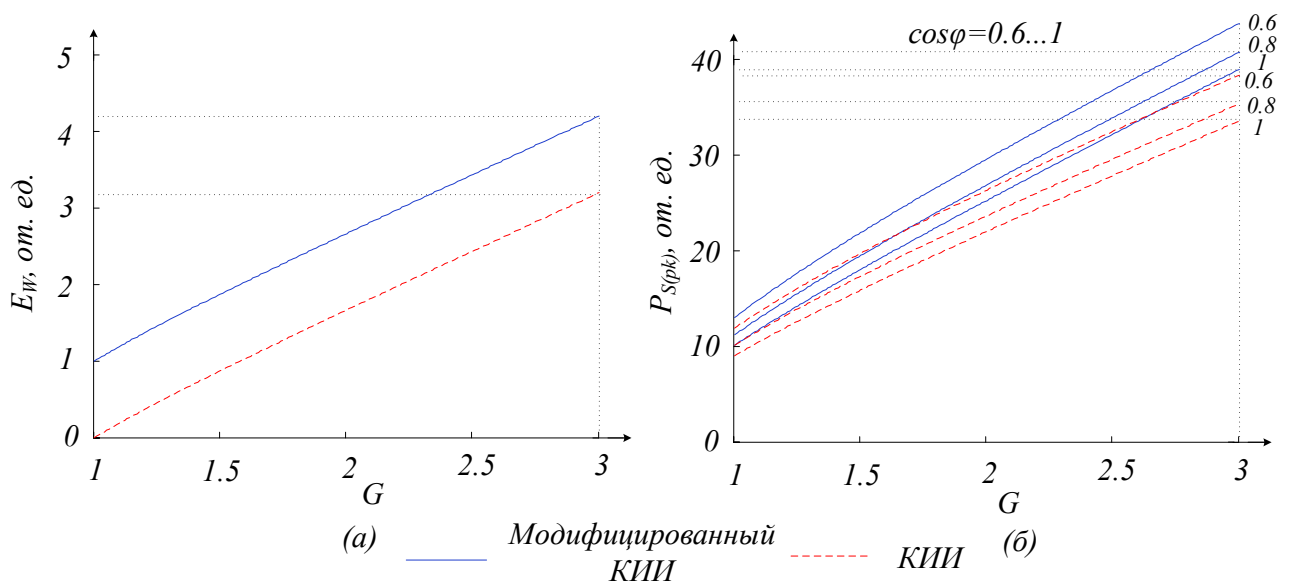 5
4
3
2
1
0
E_W, от. ед.
1
1.5
2
2.5
3
G
(а)
cosφ=0.6...1
40
30
20
10
0
P_S(pk), от. ед.
0.6
0.8
1
0.6
0.8
1
1
1.5
2
2.5
3
G
(б)
Модифицированный
КИИ
КИИ